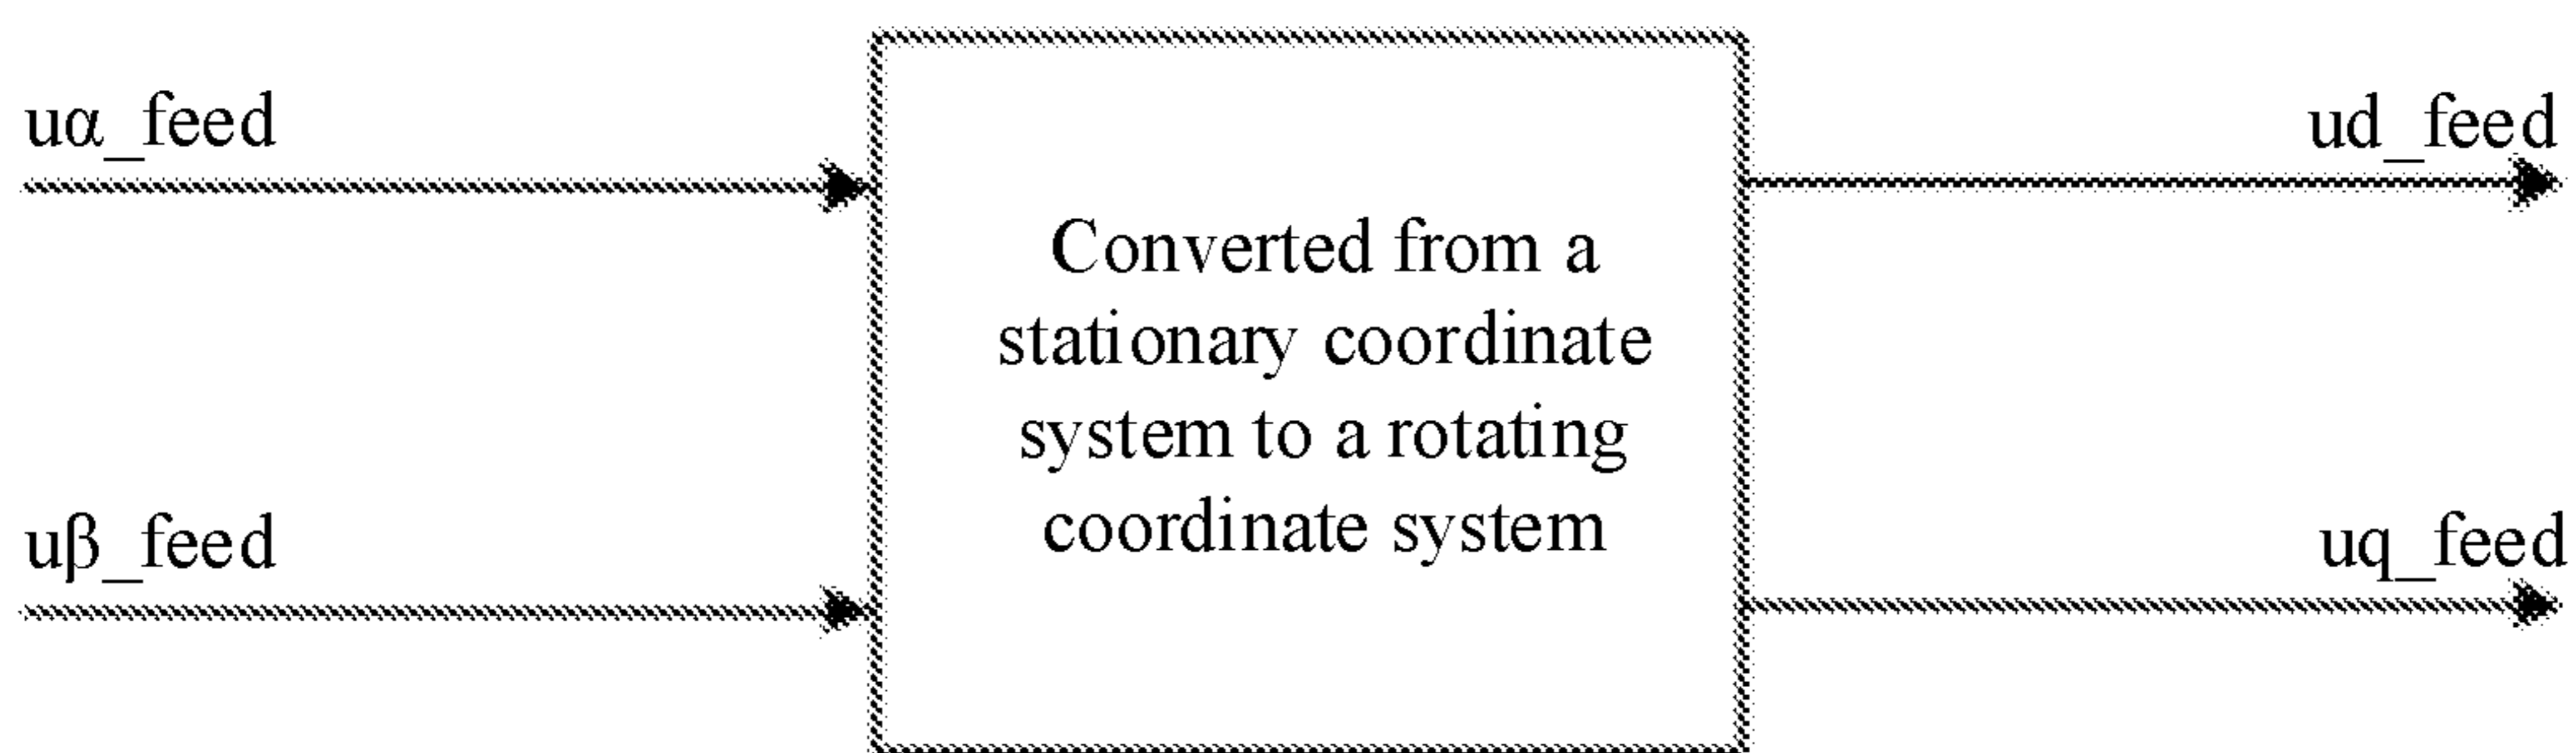 uα_feed
ud_feed
Converted from a
stationary coordinate
system to a rotating
coordinate system
uβ_feed
uq_feed